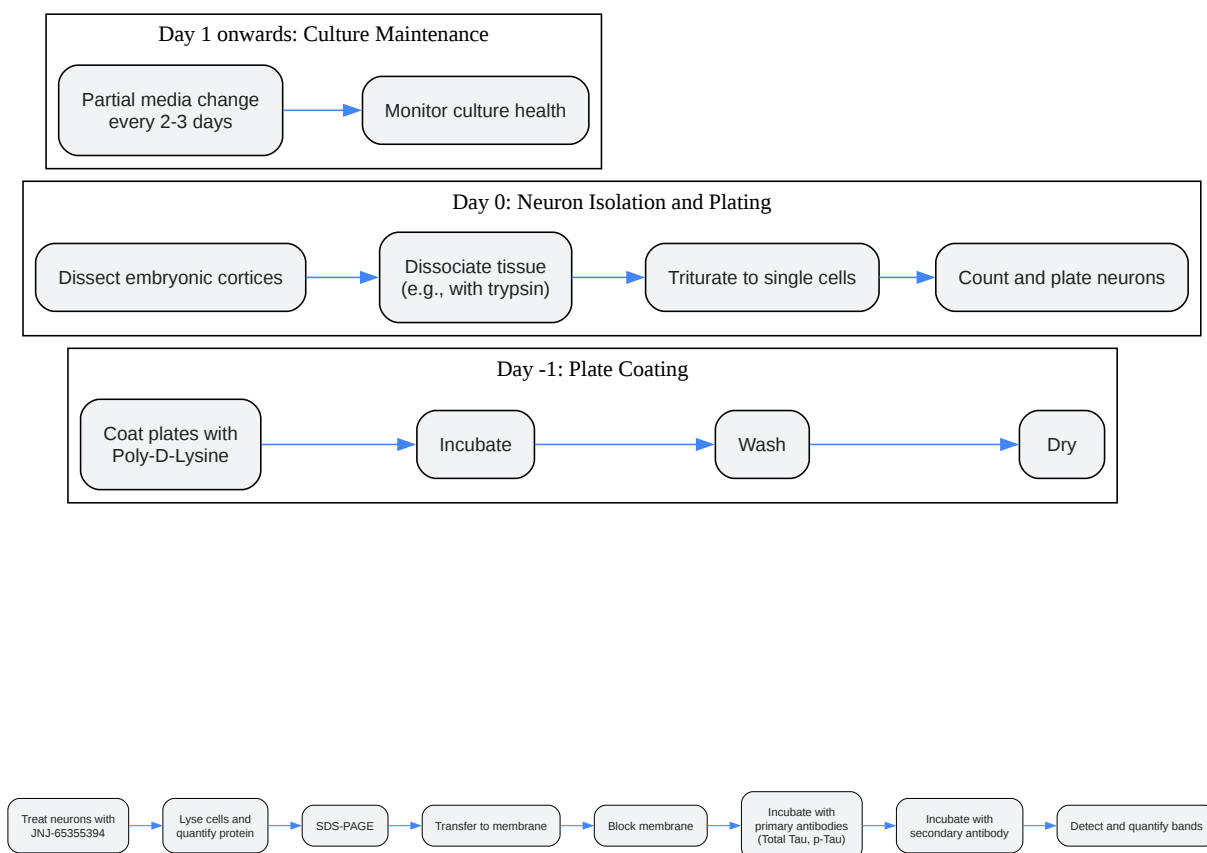 Day 1 onwards: Culture Maintenance
Partial media change
every 2-3 days
Monitor culture health
Day 0: Neuron Isolation and Plating
Dissect embryonic cortices
Dissociate tissue
(e.g., with trypsin)
Triturate to single cells
Count and plate neurons
Day -1: Plate Coating
Coat plates with
Poly-D-Lysine
Incubate
Wash
Dry
Treat neurons with
JNJ-65355394
Lyse cells and
quantify protein
SDS-PAGE
Transfer to membrane
Block membrane
Incubate with
primary antibodies
(Total Tau, p-Tau)
Incubate with
secondary antibody
Detect and quantify bands